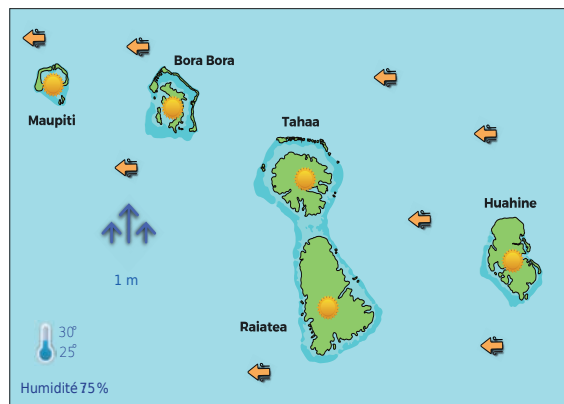 Bora Bora
Maupiti
Tahaa
Huahine
1 m
Raiatea
30°
25°
Humidité 75 %